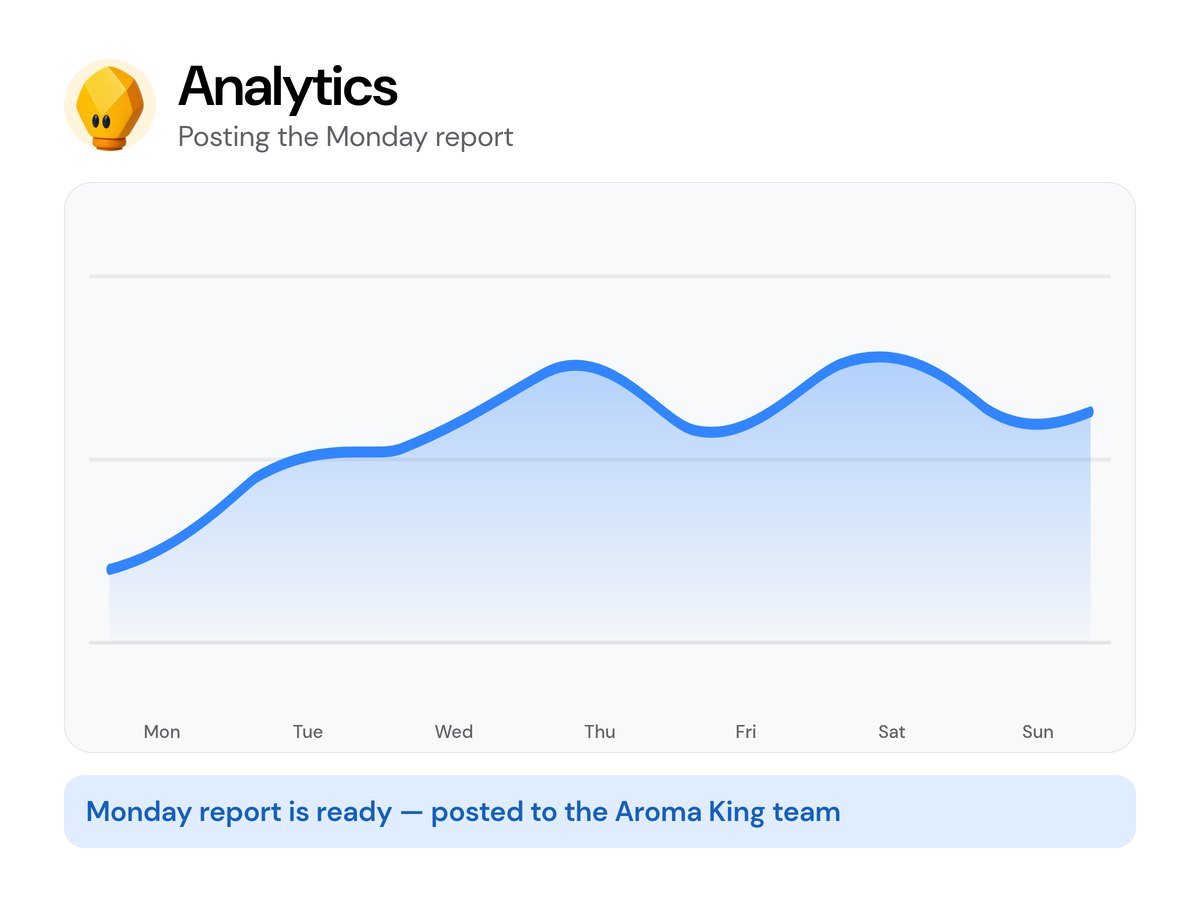 Analytics
Posting the Monday report
Mon Tue Wed Thu Fri Sat Sun
Monday report is ready — posted to the Aroma King team